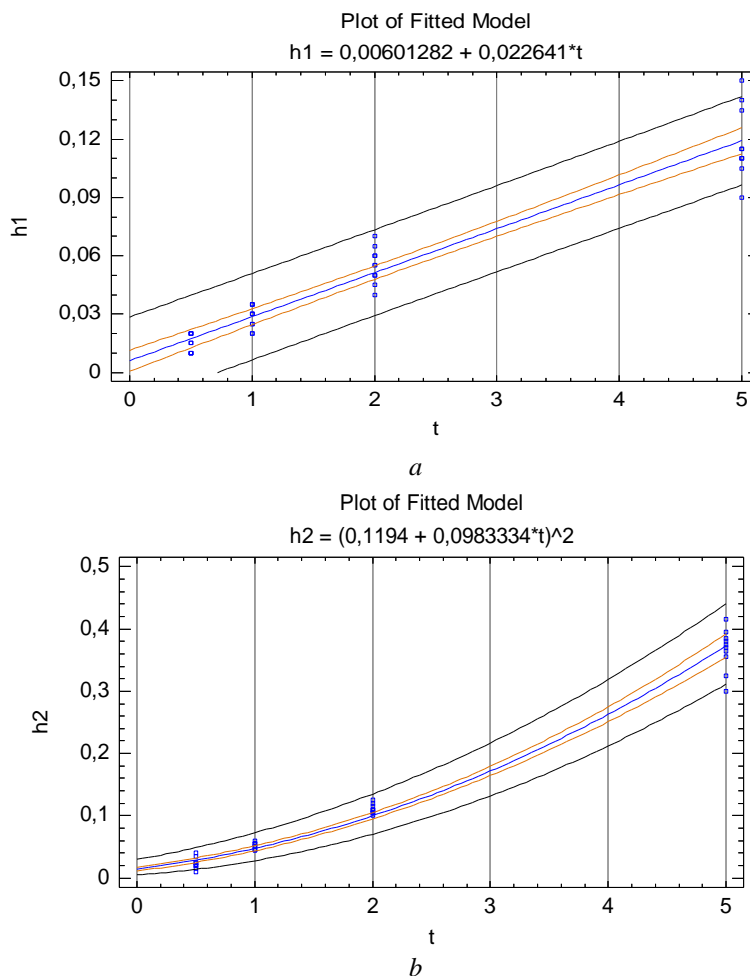 Plot of Fitted Model
h1 = 0,00601282 + 0,022641*t
0,15
0,12
0,09
0,06
0,03
0
h1
0 1 2 3 4 5
t
a
Plot of Fitted Model
h2 = (0,1194 + 0,0983334*t)^2
0,5
0,4
0,3
0,2
0,1
0
h2
0 1 2 3 4 5
t
b